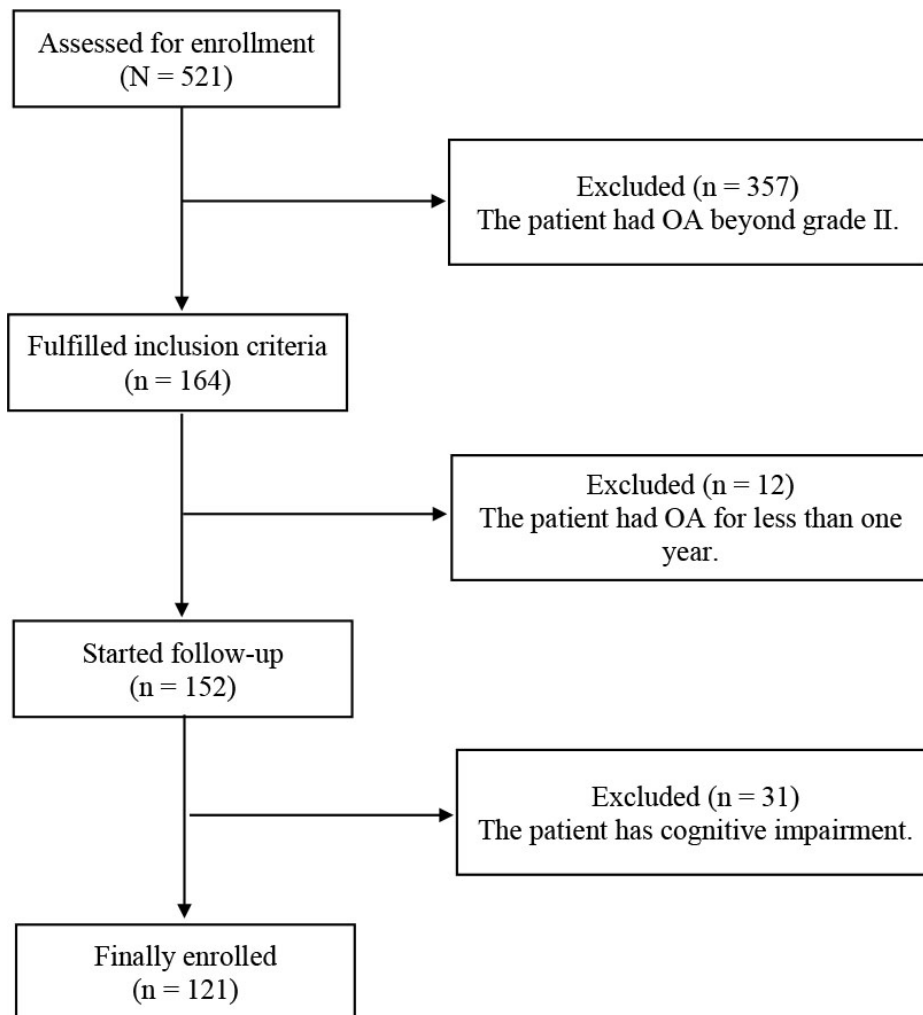 Assessed for enrollment
(N = 521)
Excluded (n = 357)
The patient had OA beyond grade II.
Fulfilled inclusion criteria
(n = 164)
Excluded (n = 12)
The patient had OA for less than one
year.
Started follow-up
(n = 152)
Excluded (n = 31)
The patient has cognitive impairment.
Finally enrolled
(n = 121)